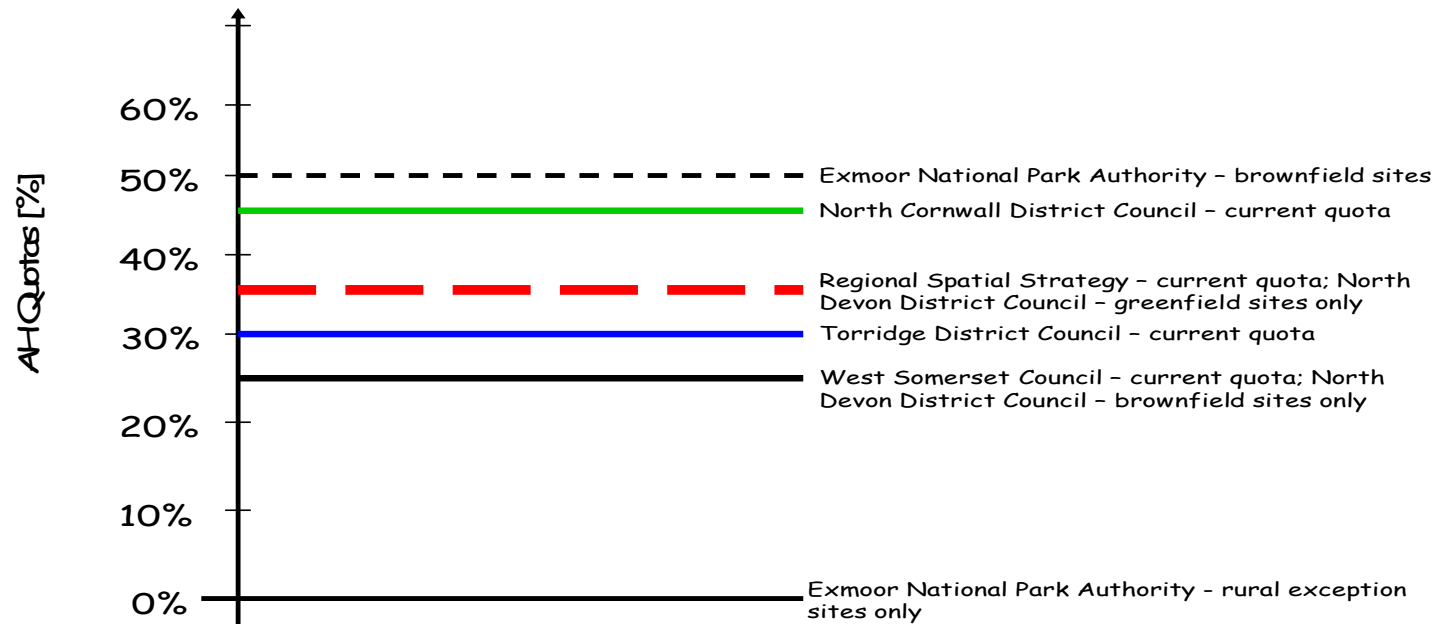 60%
50%
40%
30%
20%
10%
0%
AH Quotas [%]
Exmoor National Park Authority – brownfield sites
North Cornwall District Council – current quota
Regional Spatial Strategy – current quota; North
Devon District Council – greenfield sites only
Torridge District Council – current quota
West Somerset Council – current quota; North
Devon District Council – brownfield sites only
Exmoor National Park Authority - rural exception
sites only